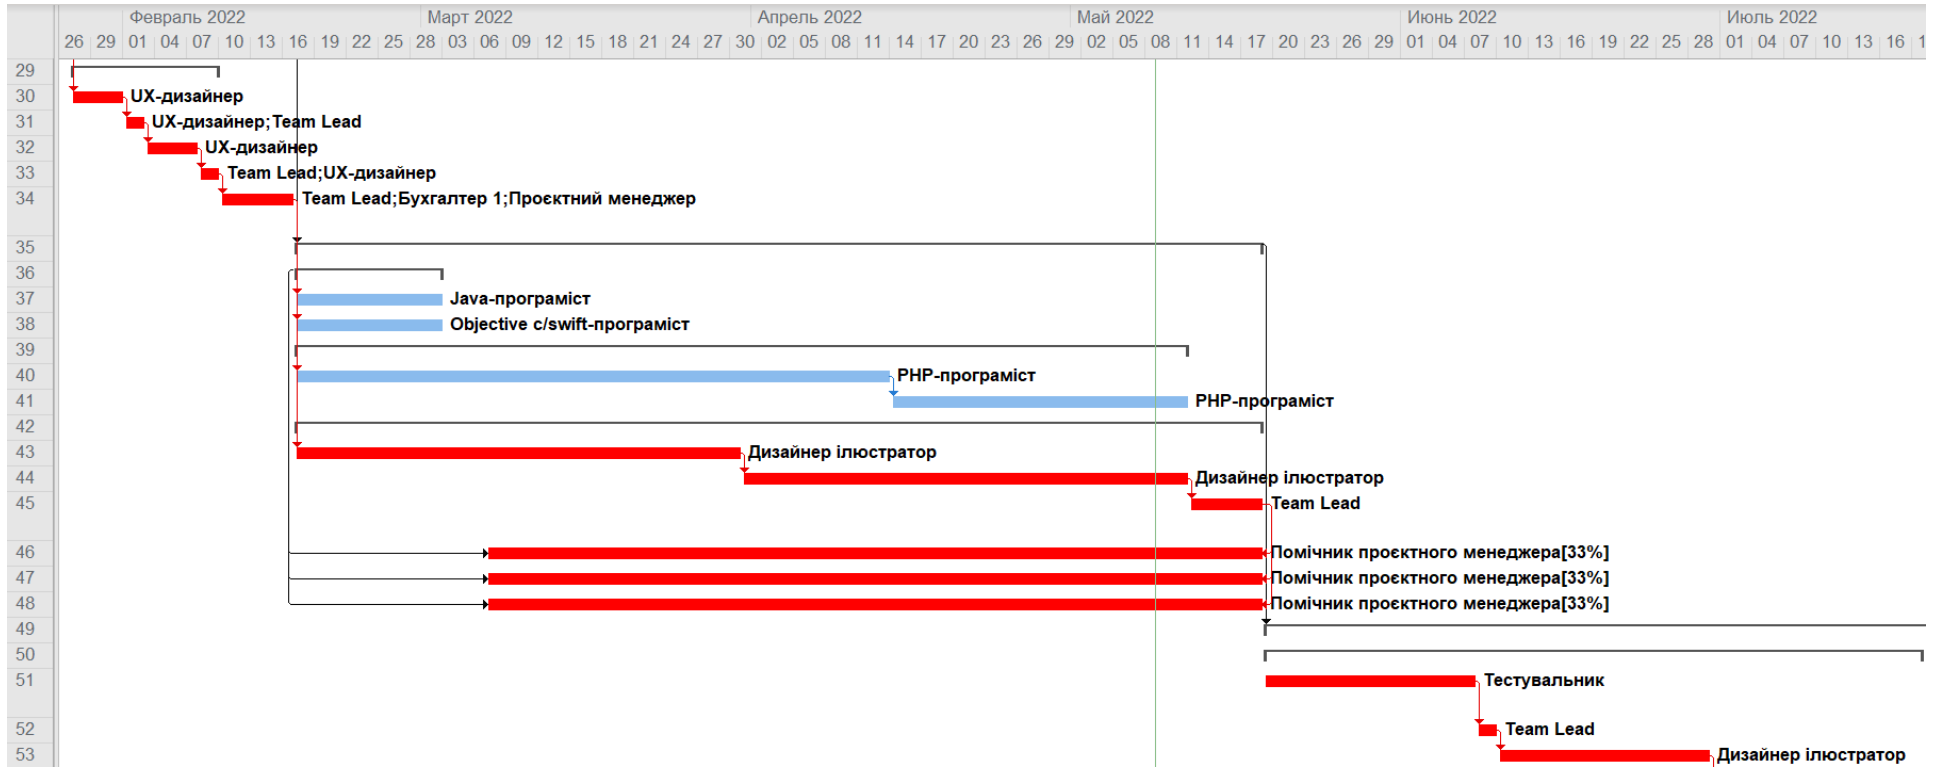 Февраль 2022 Март 2022 Апрель 2022 Май 2022 Июнь 2022 Июль 2022
26 29 01 04 07 10 13 16 19 22 25 28 03 06 09 12 15 18 21 24 27 30 02 05 08 11 14 17 20 23 26 29 02 05 08 11 14 17 20 23 26 29 01 04 07 10 13 16 19 22 25 28 01 04 07 10 13 16 1
29
30 UX-дизайнер
31 UX-дизайнер;Team Lead
32 UX-дизайнер
33 Team Lead;UX-дизайнер
34 Team Lead;Бухгалтер 1;Проєктний менеджер
35
36
37 Java-програміст
38 Objective c/swift-програміст
39
40 PHP-програміст
41 PHP-програміст
42
43 Дизайнер ілюстратор
44 Дизайнер ілюстратор
45 Team Lead
46 Помічник проєктного менеджера[33%]
47 Помічник проєктного менеджера[33%]
48 Помічник проєктного менеджера[33%]
49
50
51 Тестувальник
52 Team Lead
53 Дизайнер ілюстратор